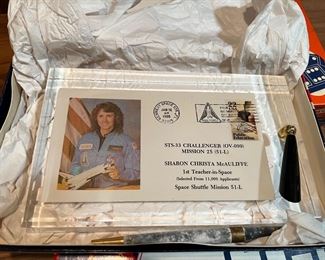 STS-33 CHALLENGER (OV-099)
MISSION 25 (51-L)
SHARON CHRISTA McAULIFFE
1st Teacher-in-Space
(Selected From 11,000 Applicants)
Space Shuttle Mission 51-L